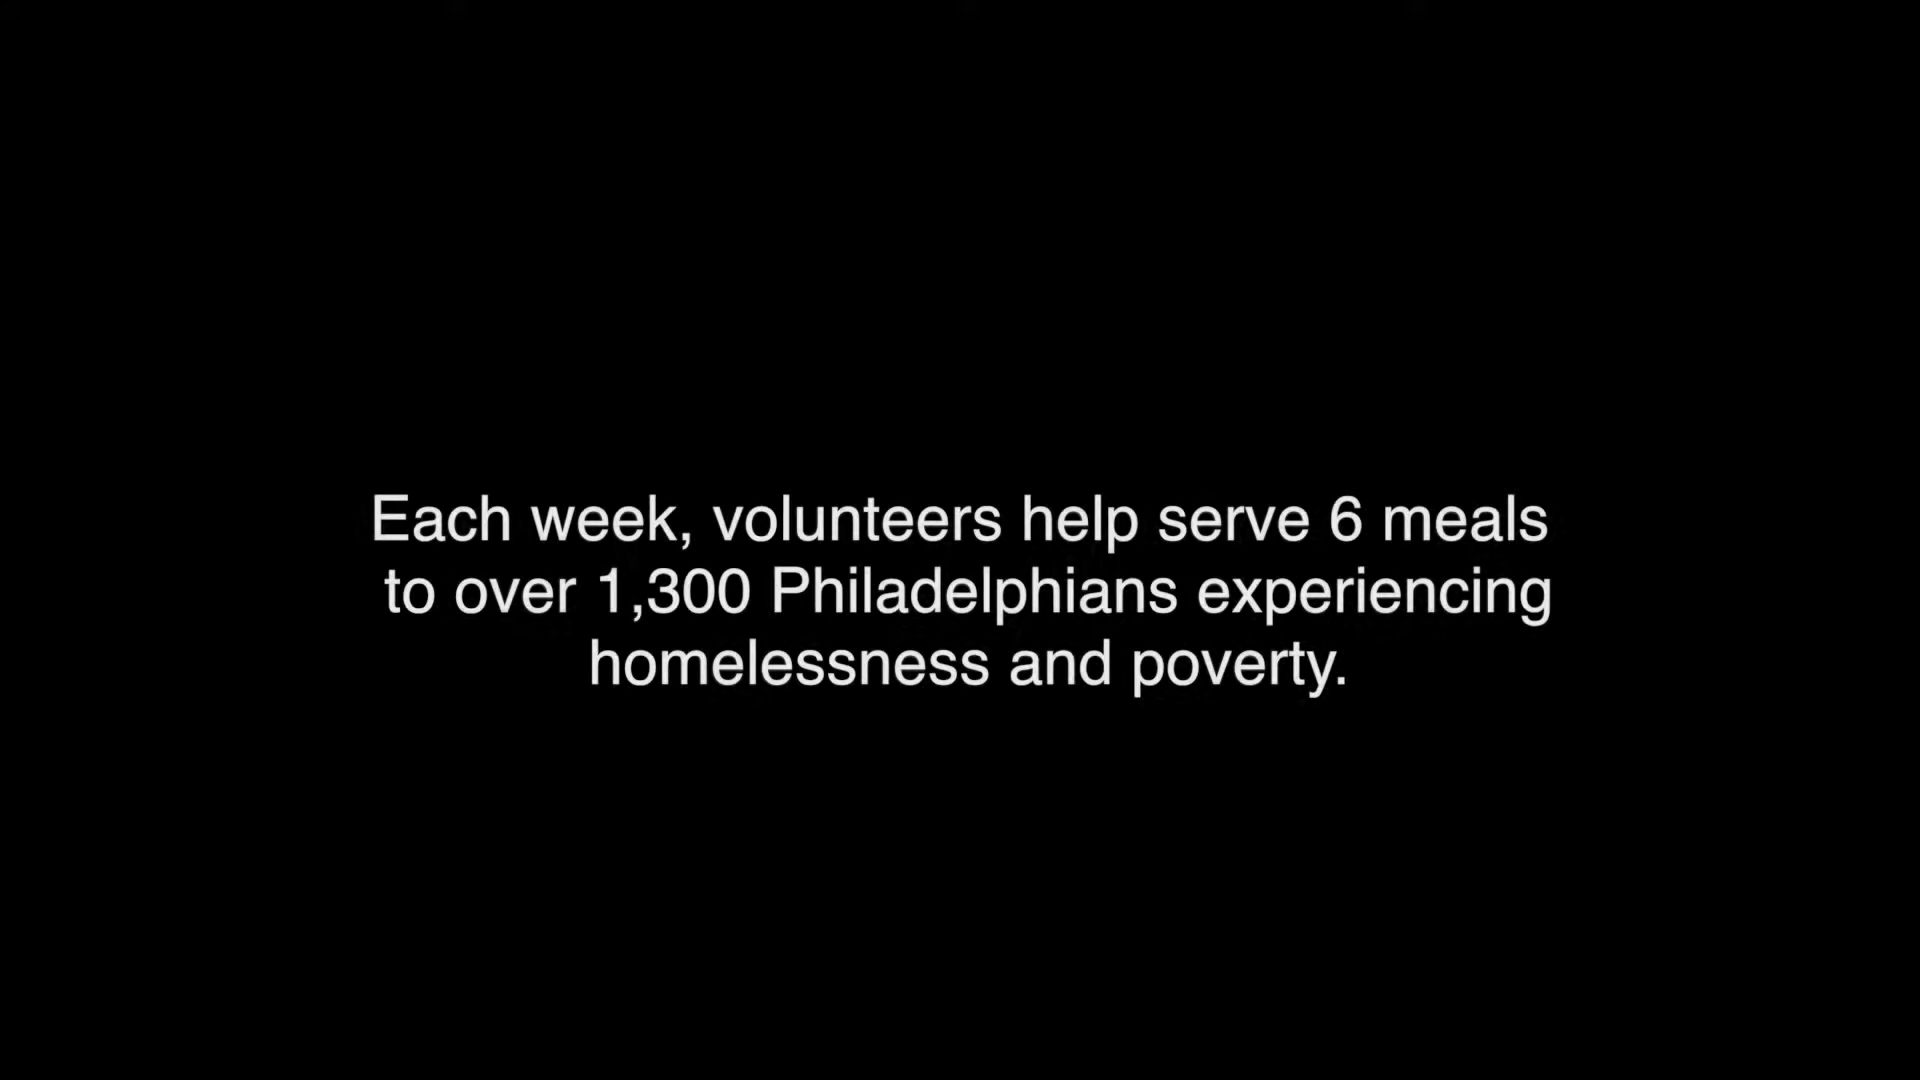 Each week, volunteers help serve 6 meals
to over 1,300 Philadelphians experiencing
homelessness and poverty.